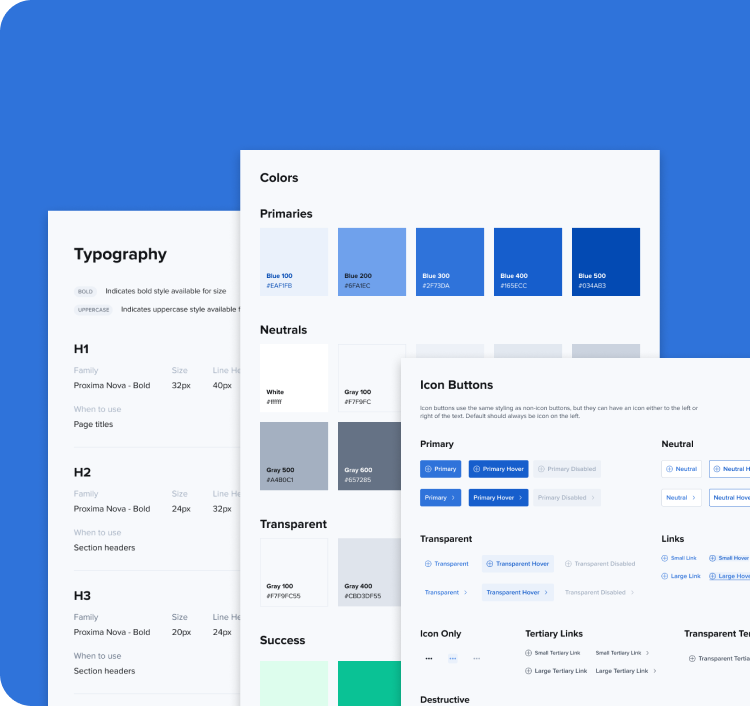 Typography
BOLD Indicates bold style available for size
UPPERCASE Indicates uppercase style available f
H1
Family Size Line He
Proxima Nova - Bold 32px 40px
When to use
Page titles
H2
Family Size Line He
Proxima Nova - Bold 24px 32px
When to use
Section headers
H3
Family Size Line He
Proxima Nova - Bold 20px 24px
When to use
Section headers
Colors
Primaries
Blue 100 Blue 200 Blue 300 Blue 400 Blue 500
#EAF1FB #6FA1EC #2F73DA #165ECC #034AB3
Neutrals
White Gray 100
#ffffff #F7F9FC
Gray 500 Gray 600
#A4B0C1 #657285
Transparent
Gray 100 Gray 400
#F7F9FC55 #CBD3DF55
Success
Icon Buttons
Icon buttons use the same styling as non-icon buttons, but they can have an icon either to the left or
right of the text. Default should always be icon on the left.
Primary Neutral
Primary Primary Hover Primary Disabled Neutral Neutral H
Primary Primary Hover Primary Disabled Neutral Neutral Hove
Transparent Links
Transparent Transparent Hover Transparent Disabled Small Link Small Hover
Transparent Transparent Hover Transparent Disabled Large Link Large Hove
Icon Only Tertiary Links Transparent Ter
Small Tertiary Link Small Tertiary Link Transparent Tertia
Large Tertiary Link Large Tertiary Link
Destructive